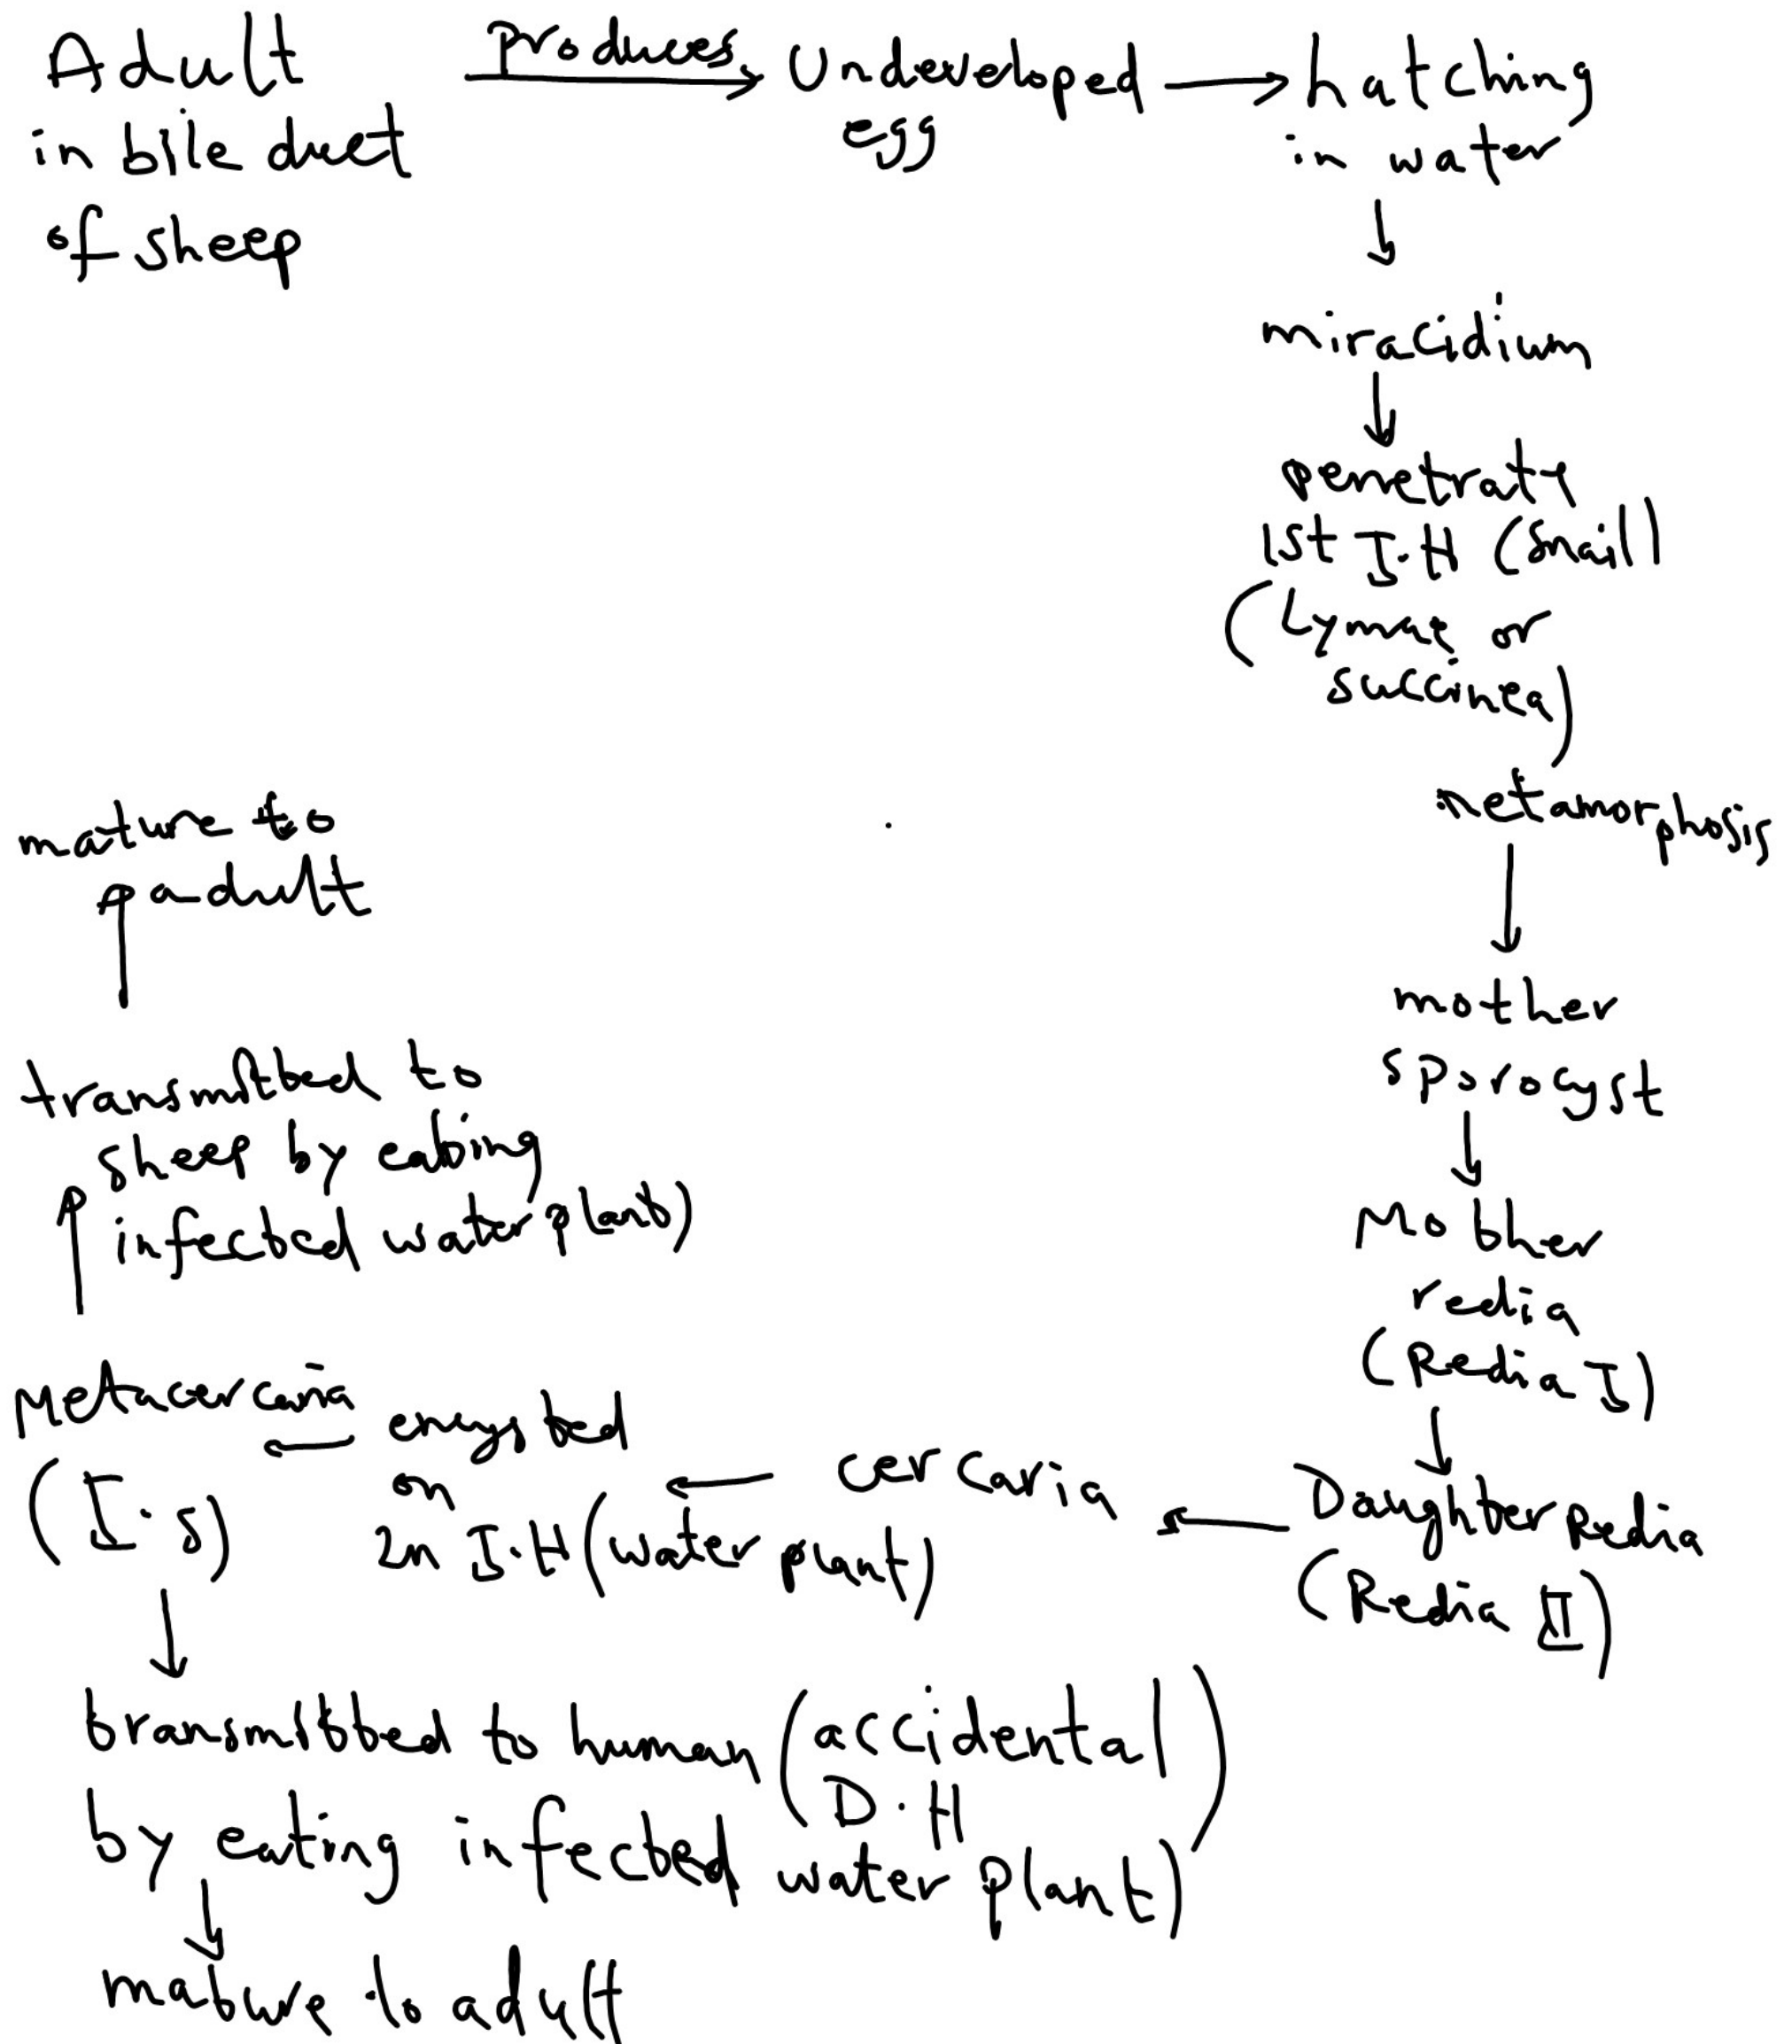 Adult
in bile duct
of sheep
Produces
Undeveloped
egg
hatching
in water
miracidium
penetrate
1st I.H (Snail)
(Lymnae or
succinea)
metamorphosis
mother
sporocyst
Mother
redia
(Redia I)
Daughter Redia
(Redia II)
cercaria
encysted
on
2n I.H (water plant)
Metacercaria
(I.S)
transmitted to
sheep by eating
infected water plant)
mature to
adult
transmitted to human (accidental
D.H)
by eating infected water plant)
mature to adult